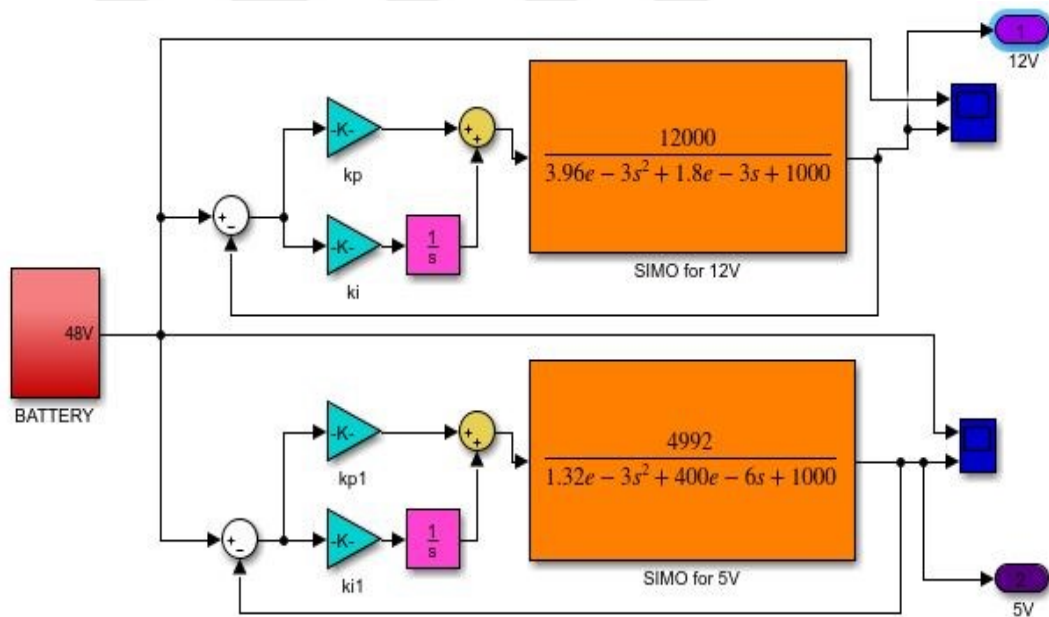 1
12V
-K-
kp
+
+
12000
3.96e − 3s² + 1.8e − 3s + 1000
SIMO for 12V
+
−
-K-
ki
1
s
48V
BATTERY
-K-
kp1
+
+
4992
1.32e − 3s² + 400e − 6s + 1000
SIMO for 5V
+
−
-K-
ki1
1
s
2
5V